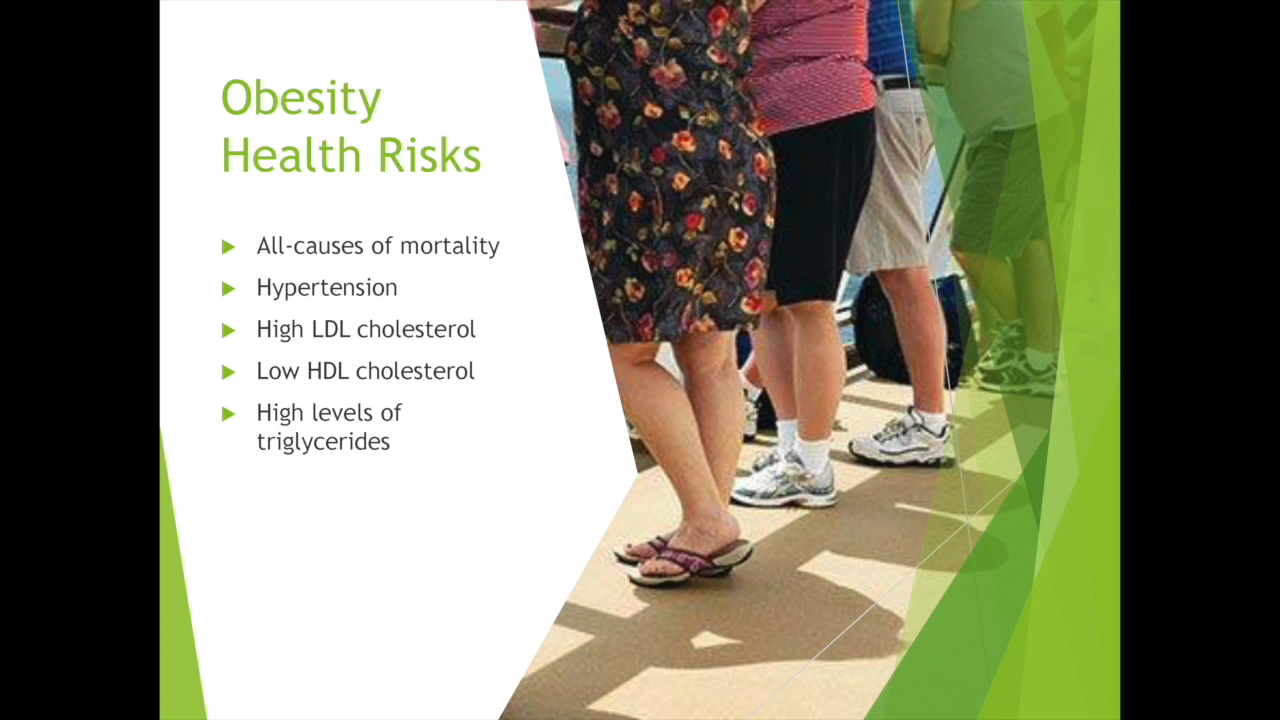 Obesity
Health Risks
All-causes of mortality
Hypertension
High LDL cholesterol
Low HDL cholesterol
High levels of
triglycerides